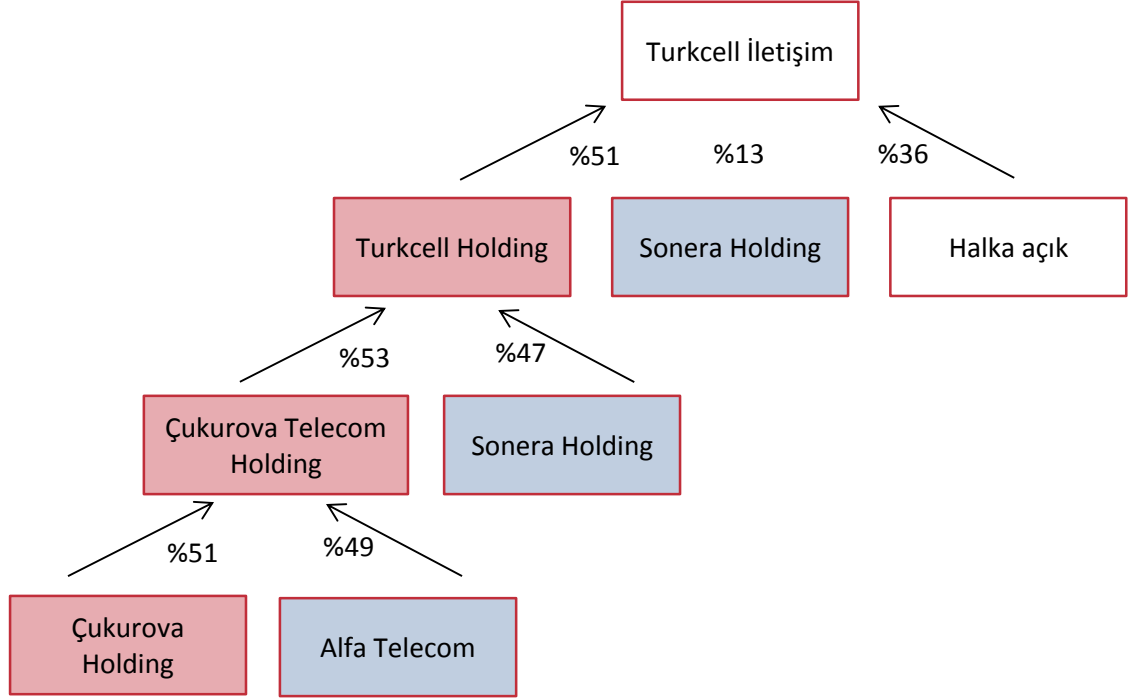 Turkcell İletişim
%51
%13
%36
Turkcell Holding
Sonera Holding
Halka açık
%53
%47
Çukurova Telecom
Holding
Sonera Holding
%51
%49
Çukurova
Holding
Alfa Telecom